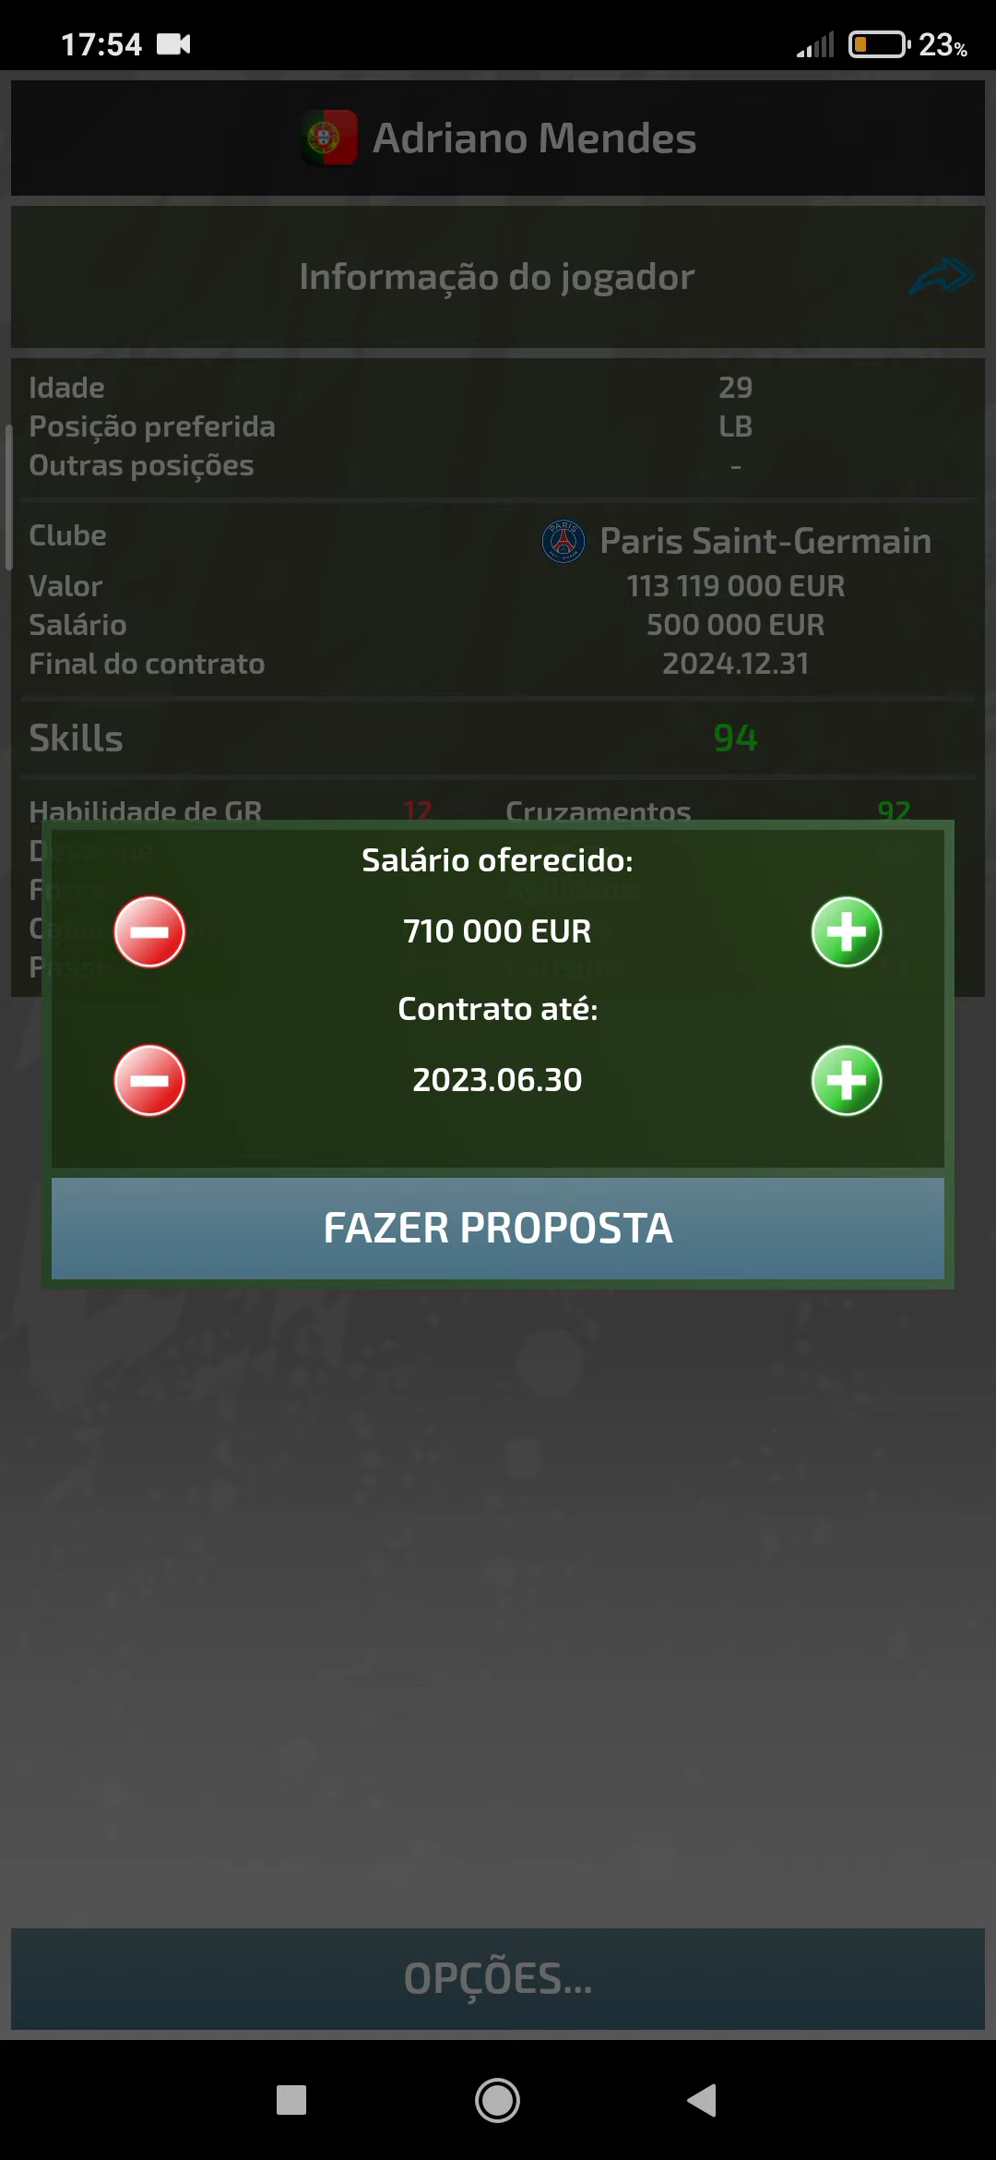 17:54 23%
Adriano Mendes
Informação do jogador
Idade 29
Posição preferida LB
Outras posições -
Clube Paris Saint-Germain
Valor 113 119 000 EUR
Salário 500 000 EUR
Final do contrato 2024.12.31
Skills 94
Habilidade de GR 12 Cruzamentos 92
Salário oferecido:
710 000 EUR
Contrato até:
2023.06.30
FAZER PROPOSTA
OPÇÕES...